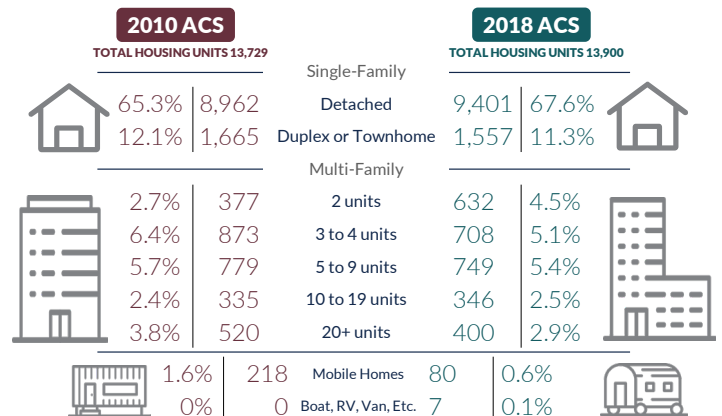 2010 ACS 2018 ACS
TOTAL HOUSING UNITS 13,729 TOTAL HOUSING UNITS 13,900
Single-Family
65.3% 8,962 Detached 9,401 67.6%
12.1% 1,665 Duplex or Townhome 1,557 11.3%
Multi-Family
2.7% 377 2 units 632 4.5%
6.4% 873 3 to 4 units 708 5.1%
5.7% 779 5 to 9 units 749 5.4%
2.4% 335 10 to 19 units 346 2.5%
3.8% 520 20+ units 400 2.9%
1.6% 218 Mobile Homes 80 0.6%
0% 0 Boat, RV, Van, Etc. 7 0.1%